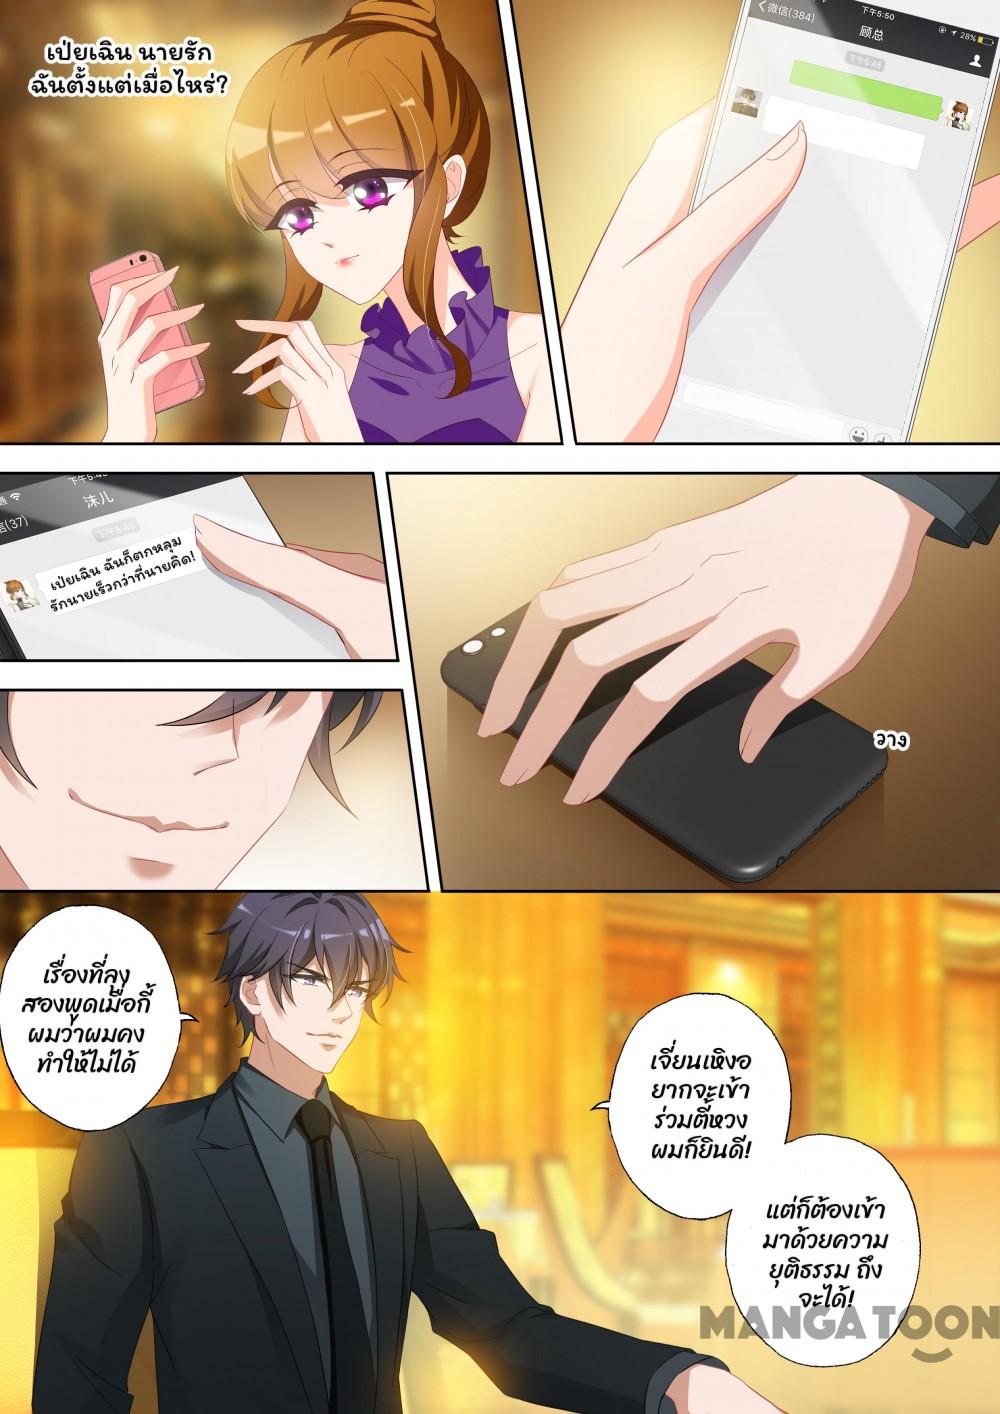 เป่ยเฉิน นายรัก
ฉันตั้งแต่เมื่อไหร่?
下午5:50
28%
微信(384)
顾总
下午5:45
沫儿
信(37)
下午5:45
เป่ยเฉิน ฉันก็ตกหลุม
รักนายเร็วกว่าที่นายคิด!
วาง
เรื่องที่ลุง
สองพูดเมื่อกี้
ผมว่าผมคง
ทำให้ไม่ได้
เจี่ยนเหิงอ
ยากจะเข้า
ร่วมตี้หวง
ผมก็ยินดี!
แต่ก็ต้องเข้า
มาด้วยความ
ยุติธรรม ถึง
จะได้!
MANGATOON